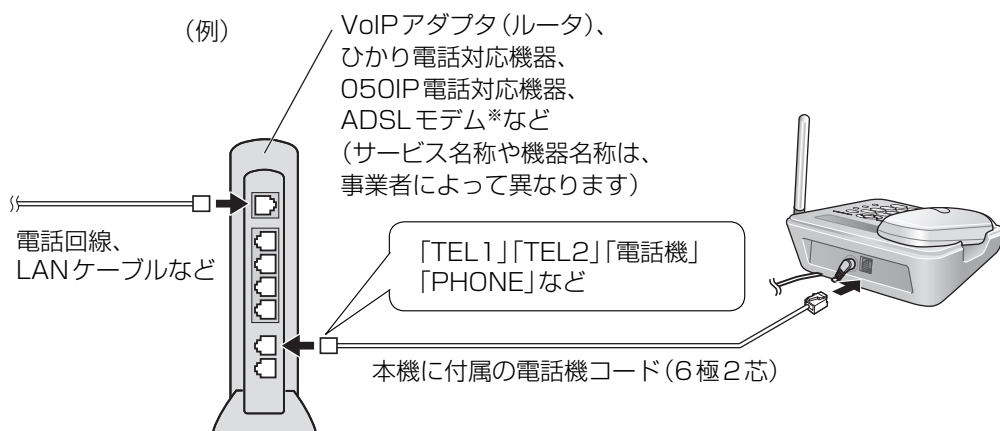 （例）
VoIPアダプタ（ルータ）、
ひかり電話対応機器、
050IP電話対応機器、
ADSLモデム※など
（サービス名称や機器名称は、
事業者によって異なります）
電話回線、
LANケーブルなど
「TEL1」「TEL2」「電話機」
「PHONE」など
本機に付属の電話機コード（6極2芯）